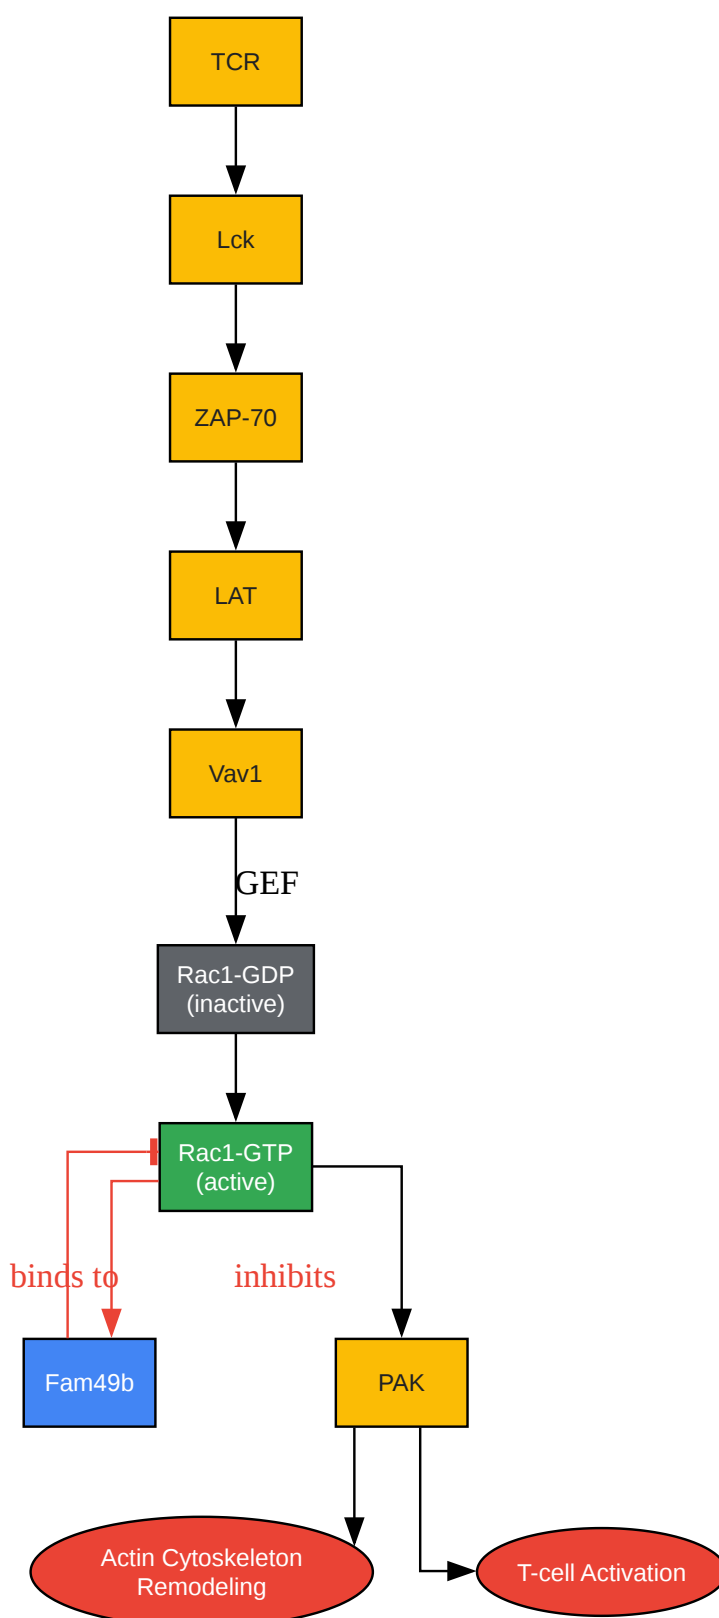 TCR
Lck
ZAP-70
LAT
Vav1
GEF
Rac1-GDP
(inactive)
Rac1-GTP
(active)
binds to
inhibits
Fam49b
PAK
Actin Cytoskeleton
Remodeling
T-cell Activation